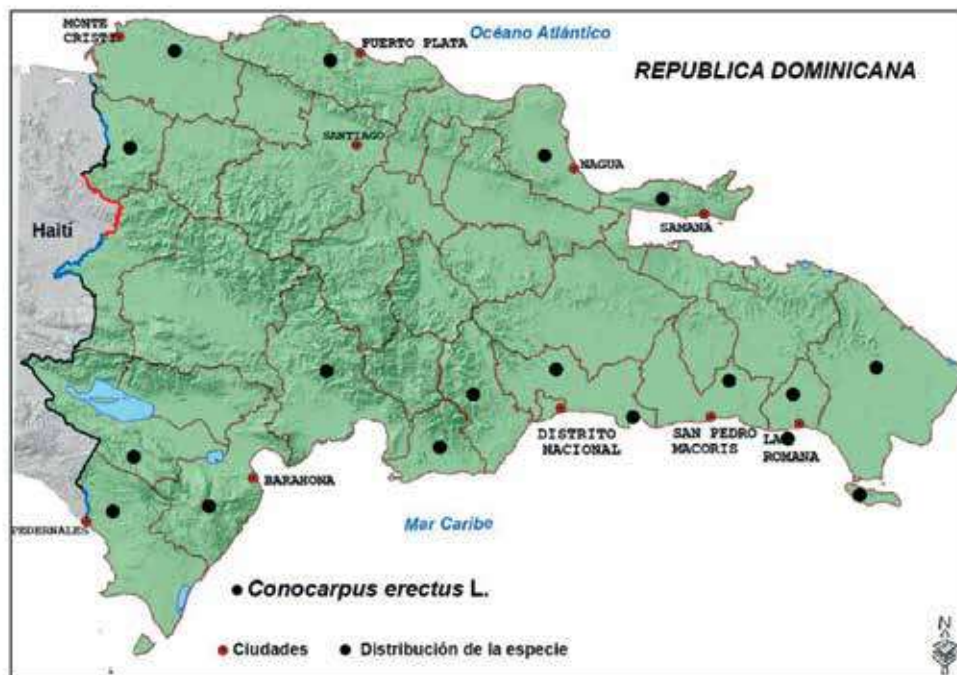 MONTE
CRISTI
PUERTO PLATA
Océano Atlántico
REPUBLICA DOMINICANA
SANTIAGO
NAGUA
SAMANA
Haití
DISTRITO
NACIONAL
SAN PEDRO
MACORIS
LA
ROMANA
BARAHONA
PEDERNALES
Mar Caribe
Conocarpus erectus L.
Ciudades
Distribución de la especie
N